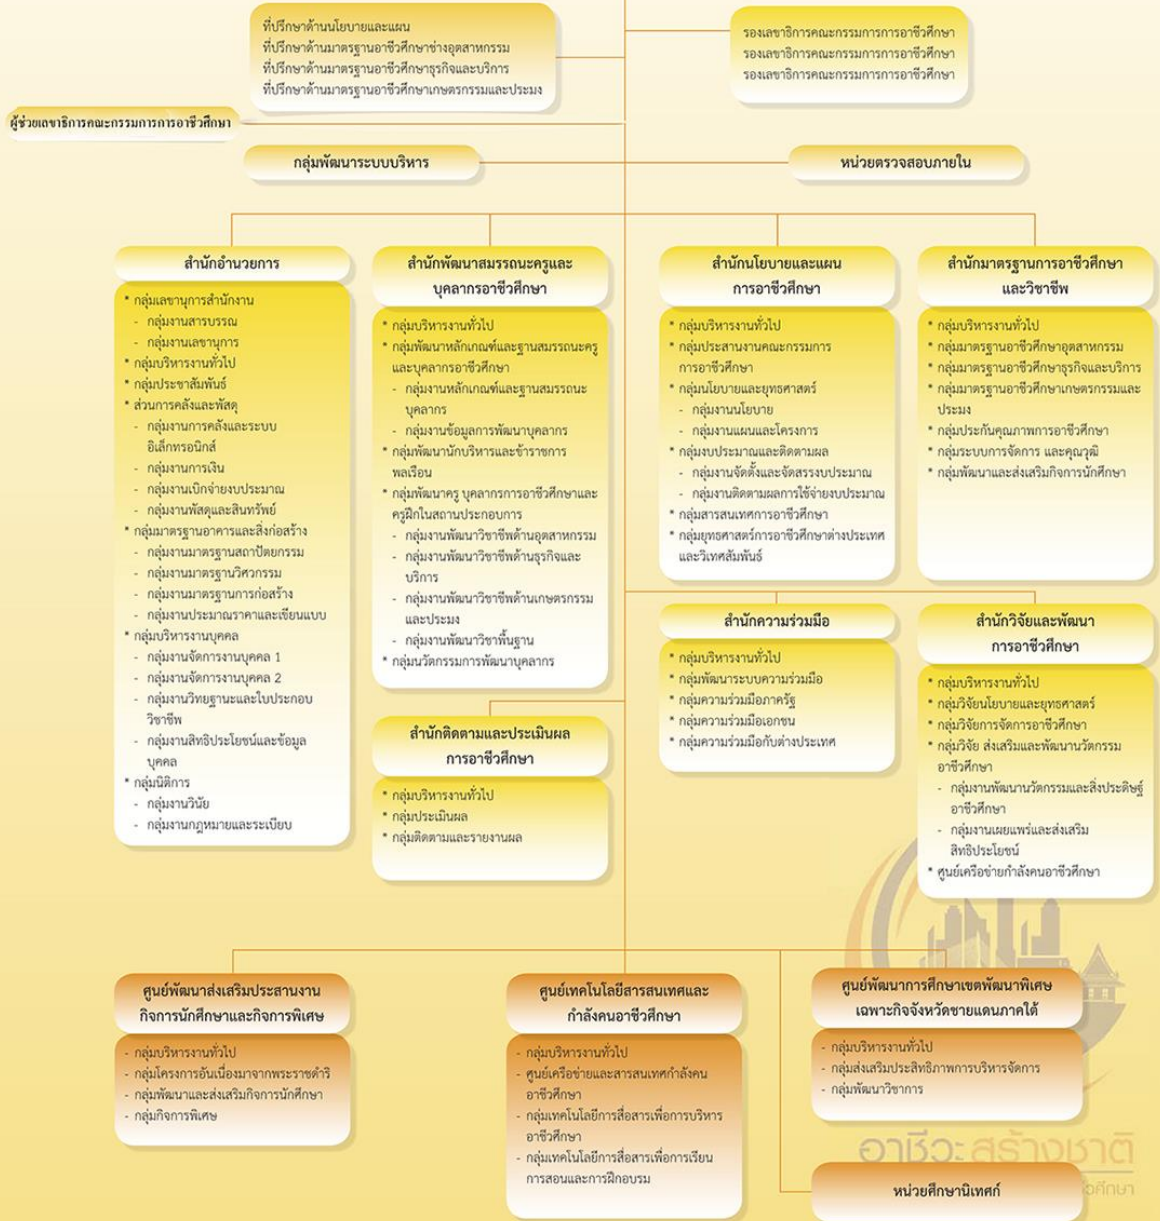 ที่ปรึกษาด้านนโยบายและแผน
ที่ปรึกษาด้านมาตรฐานอาชีวศึกษาช่างอุตสาหกรรม
ที่ปรึกษาด้านมาตรฐานอาชีวศึกษาธุรกิจและบริการ
ที่ปรึกษาด้านมาตรฐานอาชีวศึกษาเกษตรกรรมและประมง
รองเลขาธิการคณะกรรมการการอาชีวศึกษา
รองเลขาธิการคณะกรรมการการอาชีวศึกษา
รองเลขาธิการคณะกรรมการการอาชีวศึกษา
ผู้ช่วยเลขาธิการคณะกรรมการการอาชีวศึกษา
กลุ่มพัฒนาระบบบริหาร
หน่วยตรวจสอบภายใน
สำนักอำนวยการ
* กลุ่มเลขานุการสำนักงาน
- กลุ่มงานสารบรรณ
- กลุ่มงานเลขานุการ
* กลุ่มบริหารงานทั่วไป
* กลุ่มประชาสัมพันธ์
* ส่วนการคลังและพัสดุ
- กลุ่มงานการคลังและระบบ
อิเล็กทรอนิกส์
- กลุ่มงานการเงิน
- กลุ่มงานเบิกจ่ายงบประมาณ
- กลุ่มงานพัสดุและสินทรัพย์
* กลุ่มมาตรฐานอาคารและสิ่งก่อสร้าง
- กลุ่มงานมาตรฐานสถาปัตยกรรม
- กลุ่มงานมาตรฐานวิศวกรรม
- กลุ่มงานมาตรฐานการก่อสร้าง
- กลุ่มงานประมาณราคาและเขียนแบบ
* กลุ่มบริหารงานบุคคล
- กลุ่มงานจัดการงานบุคคล 1
- กลุ่มงานจัดการงานบุคคล 2
- กลุ่มงานวิทยฐานะและใบประกอบ
วิชาชีพ
- กลุ่มงานสิทธิประโยชน์และข้อมูล
บุคคล
* กลุ่มนิติการ
- กลุ่มงานวินัย
- กลุ่มงานกฎหมายและระเบียบ
สำนักพัฒนาสมรรถนะครูและ
บุคลากรอาชีวศึกษา
* กลุ่มบริหารงานทั่วไป
* กลุ่มพัฒนาหลักเกณฑ์และฐานสมรรถนะครู
และบุคลากรอาชีวศึกษา
- กลุ่มงานหลักเกณฑ์และฐานสมรรถนะ
บุคลากร
- กลุ่มงานข้อมูลการพัฒนาบุคลากร
* กลุ่มพัฒนานักบริหารและข้าราชการ
พลเรือน
* กลุ่มพัฒนาครู บุคลากรการอาชีวศึกษาและ
ครูฝึกในสถานประกอบการ
- กลุ่มงานพัฒนาวิชาชีพด้านอุตสาหกรรม
- กลุ่มงานพัฒนาวิชาชีพด้านธุรกิจและ
บริการ
- กลุ่มงานพัฒนาวิชาชีพด้านเกษตรกรรม
และประมง
- กลุ่มงานพัฒนาวิชาพื้นฐาน
* กลุ่มนวัตกรรมการพัฒนาบุคลากร
สำนักนโยบายและแผน
การอาชีวศึกษา
* กลุ่มบริหารงานทั่วไป
* กลุ่มประสานงานคณะกรรมการ
การอาชีวศึกษา
* กลุ่มนโยบายและยุทธศาสตร์
- กลุ่มงานนโยบาย
- กลุ่มงานแผนและโครงการ
* กลุ่มงบประมาณและติดตามผล
- กลุ่มงานจัดตั้งและจัดสรรงบประมาณ
- กลุ่มงานติดตามผลการใช้จ่ายงบประมาณ
* กลุ่มสารสนเทศการอาชีวศึกษา
* กลุ่มยุทธศาสตร์การอาชีวศึกษาต่างประเทศ
และวิเทศสัมพันธ์
สำนักมาตรฐานการอาชีวศึกษา
และวิชาชีพ
* กลุ่มบริหารงานทั่วไป
* กลุ่มมาตรฐานอาชีวศึกษาอุตสาหกรรม
* กลุ่มมาตรฐานอาชีวศึกษาธุรกิจและบริการ
* กลุ่มมาตรฐานอาชีวศึกษาเกษตรกรรมและ
ประมง
* กลุ่มประกันคุณภาพการอาชีวศึกษา
* กลุ่มระบบการจัดการ และคุณวุฒิ
* กลุ่มพัฒนาและส่งเสริมกิจการนักศึกษา
สำนักติดตามและประเมินผล
การอาชีวศึกษา
* กลุ่มบริหารงานทั่วไป
* กลุ่มประเมินผล
* กลุ่มติดตามและรายงานผล
สำนักความร่วมมือ
* กลุ่มบริหารงานทั่วไป
* กลุ่มพัฒนาระบบความร่วมมือ
* กลุ่มความร่วมมือภาครัฐ
* กลุ่มความร่วมมือเอกชน
* กลุ่มความร่วมมือกับต่างประเทศ
สำนักวิจัยและพัฒนา
การอาชีวศึกษา
* กลุ่มบริหารงานทั่วไป
* กลุ่มวิจัยนโยบายและยุทธศาสตร์
* กลุ่มวิจัยการจัดการอาชีวศึกษา
* กลุ่มวิจัย ส่งเสริมและพัฒนานวัตกรรม
อาชีวศึกษา
- กลุ่มงานพัฒนานวัตกรรมและสิ่งประดิษฐ์
อาชีวศึกษา
- กลุ่มงานเผยแพร่และส่งเสริม
สิทธิประโยชน์
* ศูนย์เครือข่ายกำลังคนอาชีวศึกษา
ศูนย์พัฒนาส่งเสริมประสานงาน
กิจการนักศึกษาและกิจการพิเศษ
- กลุ่มบริหารงานทั่วไป
- กลุ่มโครงการอันเนื่องมาจากพระราชดำริ
- กลุ่มพัฒนาและส่งเสริมกิจการนักศึกษา
- กลุ่มกิจการพิเศษ
ศูนย์เทคโนโลยีสารสนเทศและ
กำลังคนอาชีวศึกษา
- กลุ่มบริหารงานทั่วไป
- ศูนย์เครือข่ายและสารสนเทศกำลังคน
อาชีวศึกษา
- กลุ่มเทคโนโลยีการสื่อสารเพื่อการบริหาร
อาชีวศึกษา
- กลุ่มเทคโนโลยีการสื่อสารเพื่อการเรียน
การสอนและการฝึกอบรม
ศูนย์พัฒนาการศึกษาเขตพัฒนาพิเศษ
เฉพาะกิจจังหวัดชายแดนภาคใต้
- กลุ่มบริหารงานทั่วไป
- กลุ่มส่งเสริมประสิทธิภาพการบริหารจัดการ
- กลุ่มพัฒนาวิชาการ
อาชีวะสร้างชาติ
หน่วยศึกษานิเทศก์